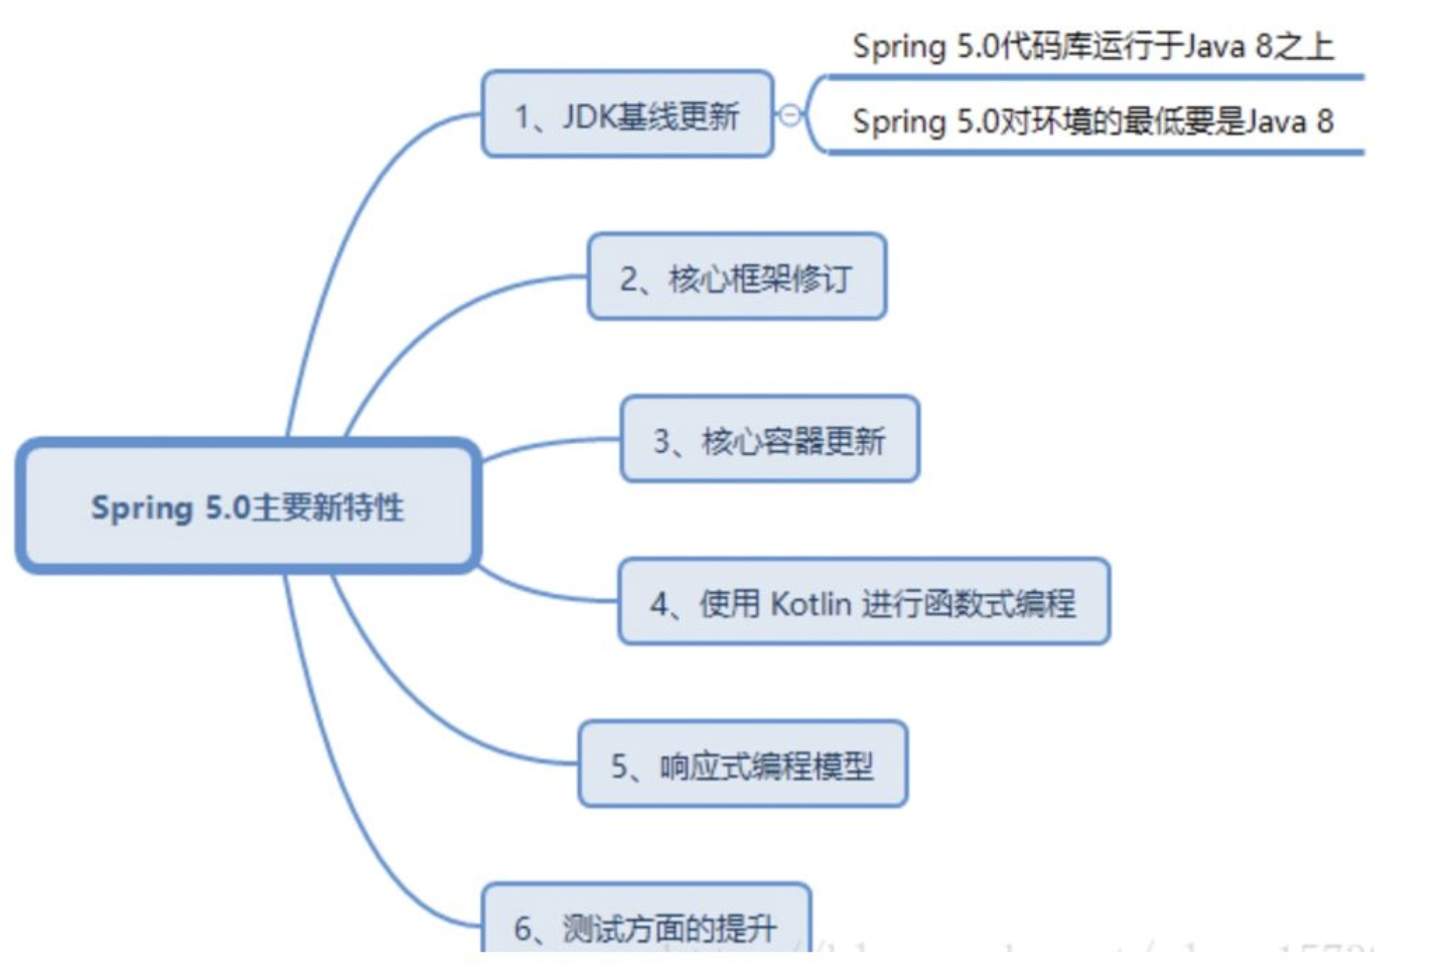 Spring 5.0代码库运行于Java 8之上
1、JDK基线更新
Spring 5.0对环境的最低要是Java 8
2、核心框架修订
3、核心容器更新
Spring 5.0主要新特性
4、使用 Kotlin 进行函数式编程
5、响应式编程模型
6、测试方面的提升